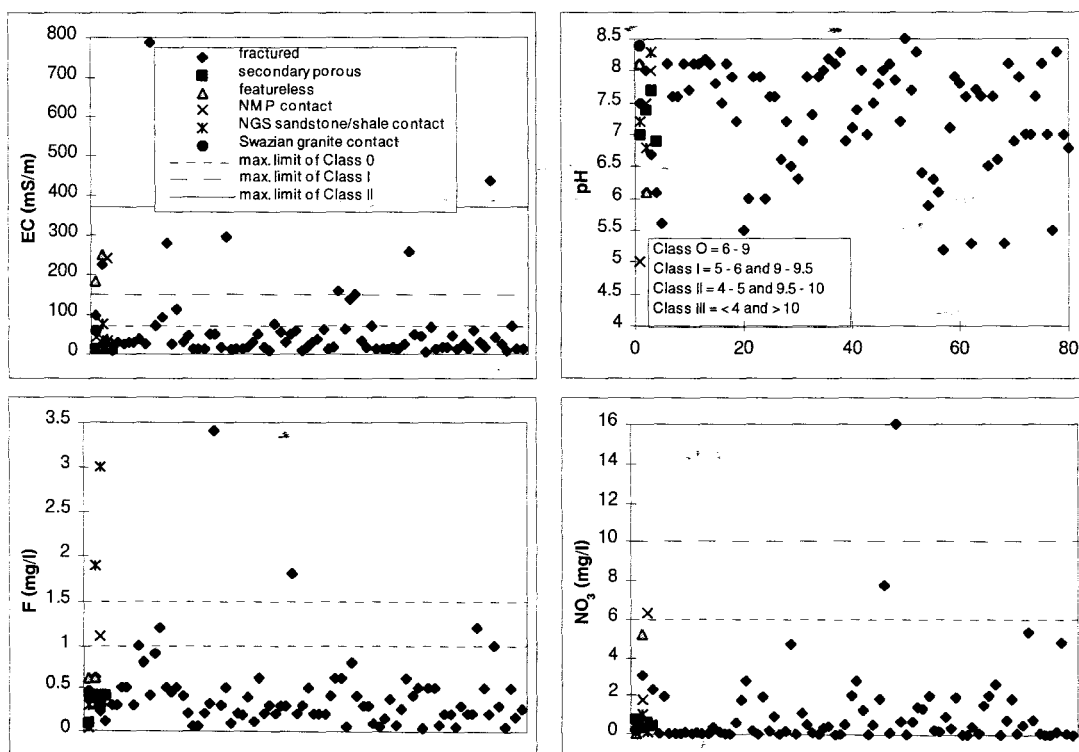 800
700
600
500
400
300
200
100
0
EC (mS/m)
fractured
secondary porous
featureless
NMP contact
NGS sandstone/shale contact
Swazian granite contact
max. limit of Class 0
max. limit of Class I
max. limit of Class II
8.5
8
7.5
7
6.5
6
5.5
5
4.5
4
pH
Class O = 6 - 9
Class I = 5 - 6 and 9 - 9.5
Class II = 4 - 5 and 9.5 - 10
Class iii = <4 and > 10
20
40
60
80
3.5
3
2.5
2
1.5
1
0.5
0
F (mg/l)
16
14
12
10
8
6
4
2
0
NO3 (mg/l)